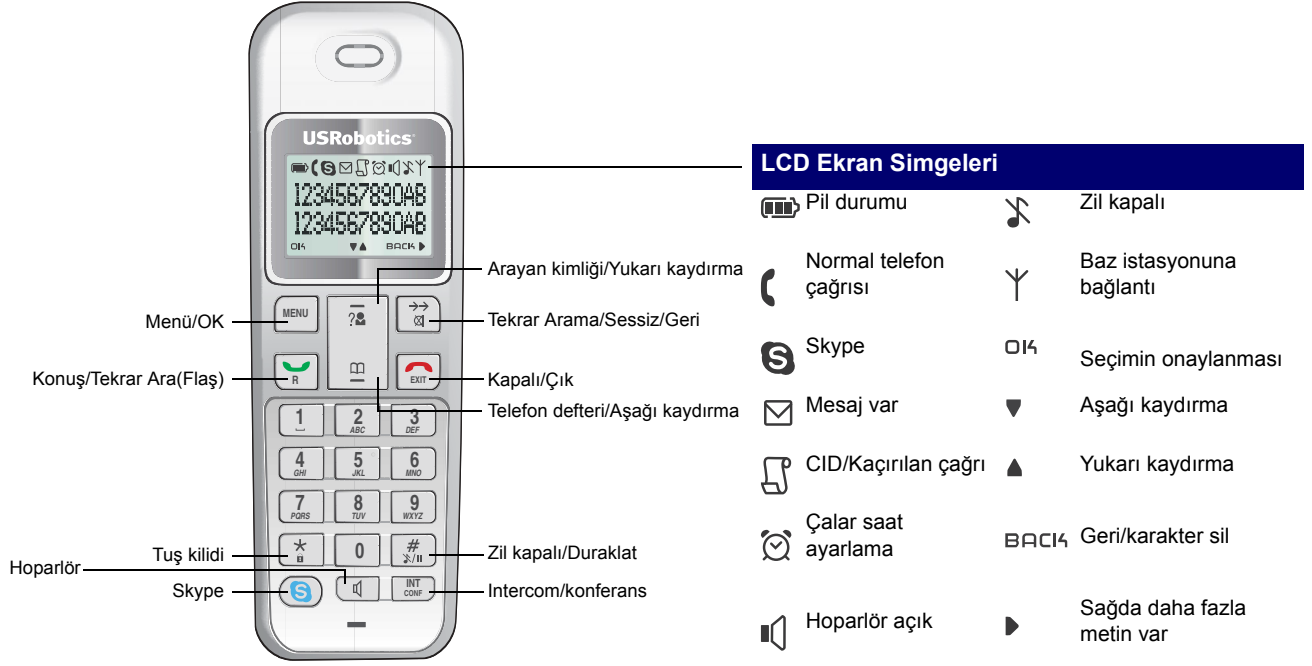 USRobotics
1234567890AB
1234567890AB
OK BACK
MENU
?
R
EXIT
1 2 ABC 3 DEF
4 GHI 5 JKL 6 MNO
7 PQRS 8 TUV 9 WXYZ
* 0 #
INT
CONF
Menü/OK
Konuş/Tekrar Ara(Flaş)
Tuş kilidi
Hoparlör
Skype
Arayan kimliği/Yukarı kaydırma
Tekrar Arama/Sessiz/Geri
Kapalı/Çık
Telefon defteri/Aşağı kaydırma
Zil kapalı/Duraklat
Intercom/konferans
LCD Ekran Simgeleri
Pil durumu
Zil kapalı
Normal telefon
çağrısı
Baz istasyonuna
bağlantı
Skype
OK
Seçimin onaylanması
Mesaj var
Aşağı kaydırma
CID/Kaçırılan çağrı
Yukarı kaydırma
Çalar saat
ayarlama
BACK Geri/karakter sil
Hoparlör açık
Sağda daha fazla
metin var